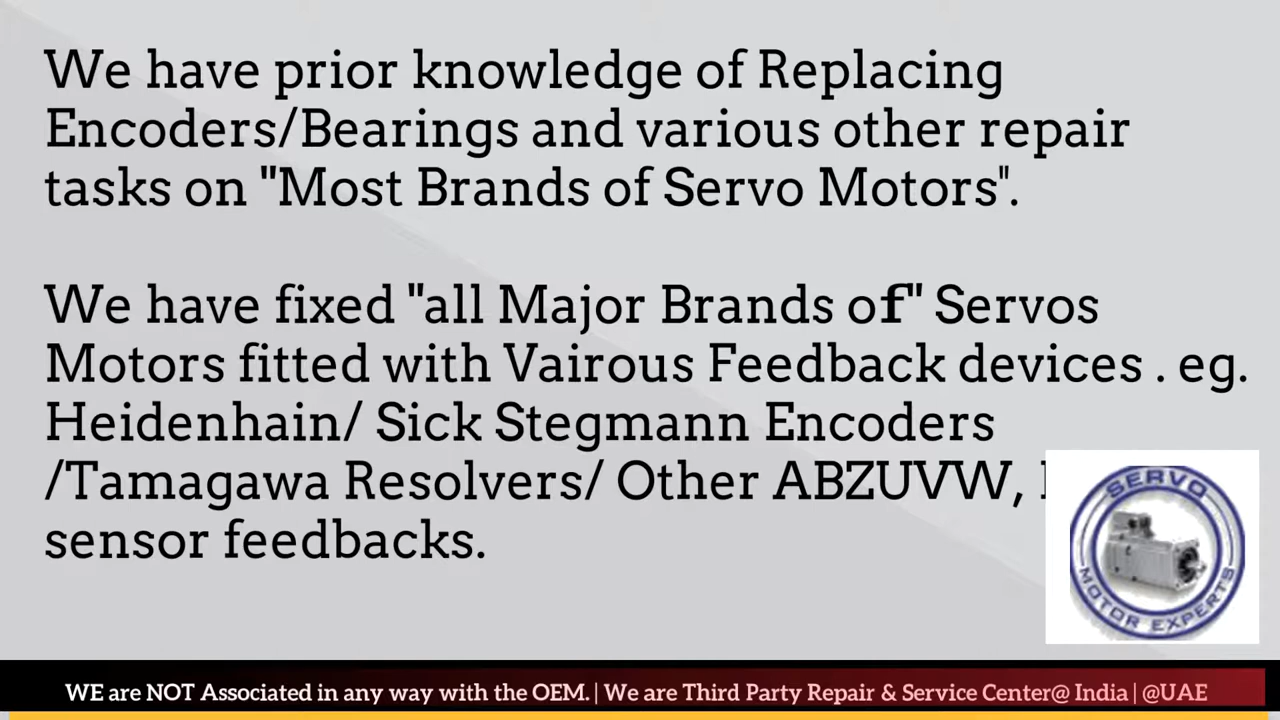 We have prior knowledge of Replacing
Encoders/Bearings and various other repair
tasks on "Most Brands of Servo Motors".
We have fixed "all Major Brands of" Servos
Motors fitted with Vairous Feedback devices . eg.
Heidenhain/ Sick Stegmann Encoders
/Tamagawa Resolvers/ Other ABZUVW,
sensor feedbacks.
SERVO
MOTOR EXPERTS
WE are NOT Associated in any way with the OEM. | We are Third Party Repair & Service Center@ India | @UAE